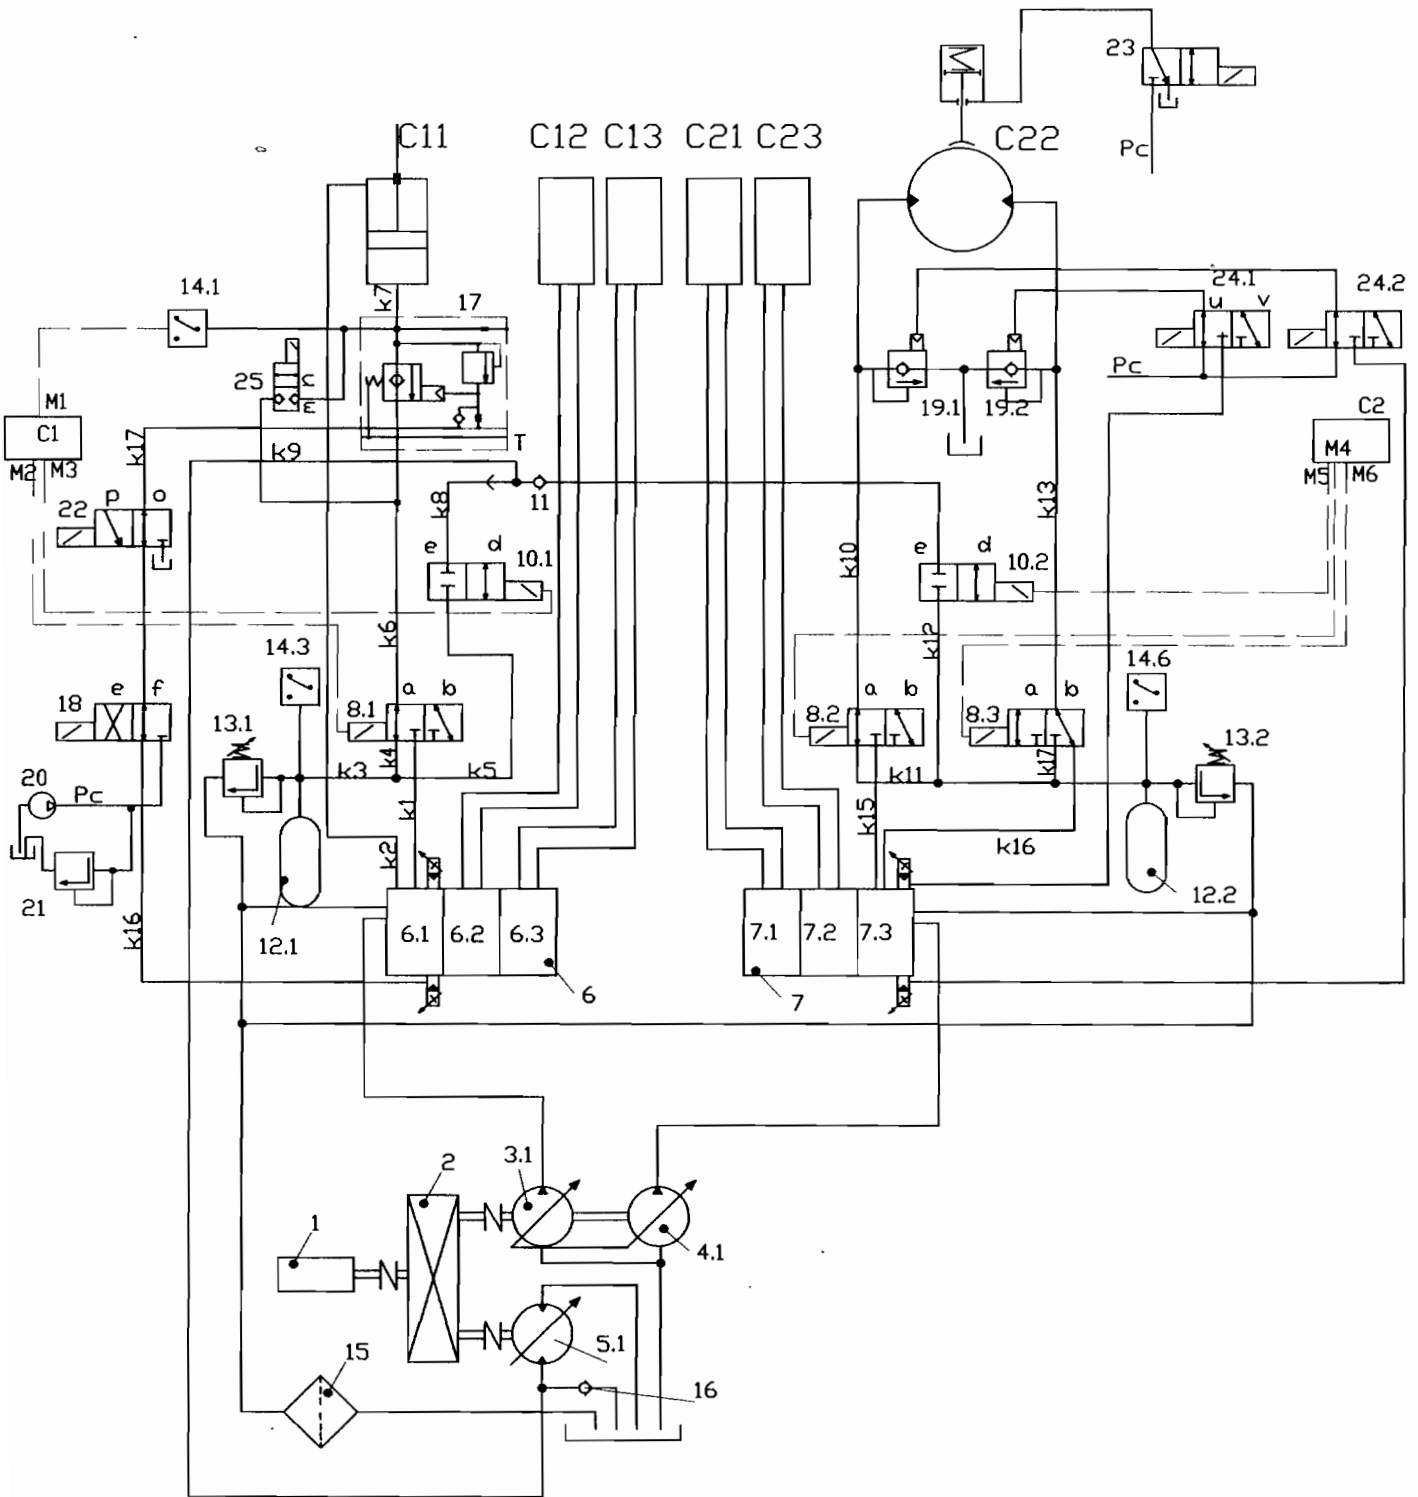 23
C11
C12
C13
C21
C23
C22
Pc
14.1
k7
17
24.1
24.2
u
v
25
c
E
Pc
M1
C1
19.1
19.2
C2
M4
k17
T
M2
M3
k9
M5
M6
22
p
o
k8
11
k13
e
d
10.1
k10
e
d
10.2
k6
k12
14.3
14.6
18
e
f
8.1
a
b
8.2
a
b
8.3
a
b
13.1
13.2
k4
k17
20
Pc
k3
k5
k11
k1
k15
k2
k16
21
12.1
12.2
k16
6.1
6.2
6.3
7.1
7.2
7.3
6
7
2
3.1
1
4.1
5.1
15
16